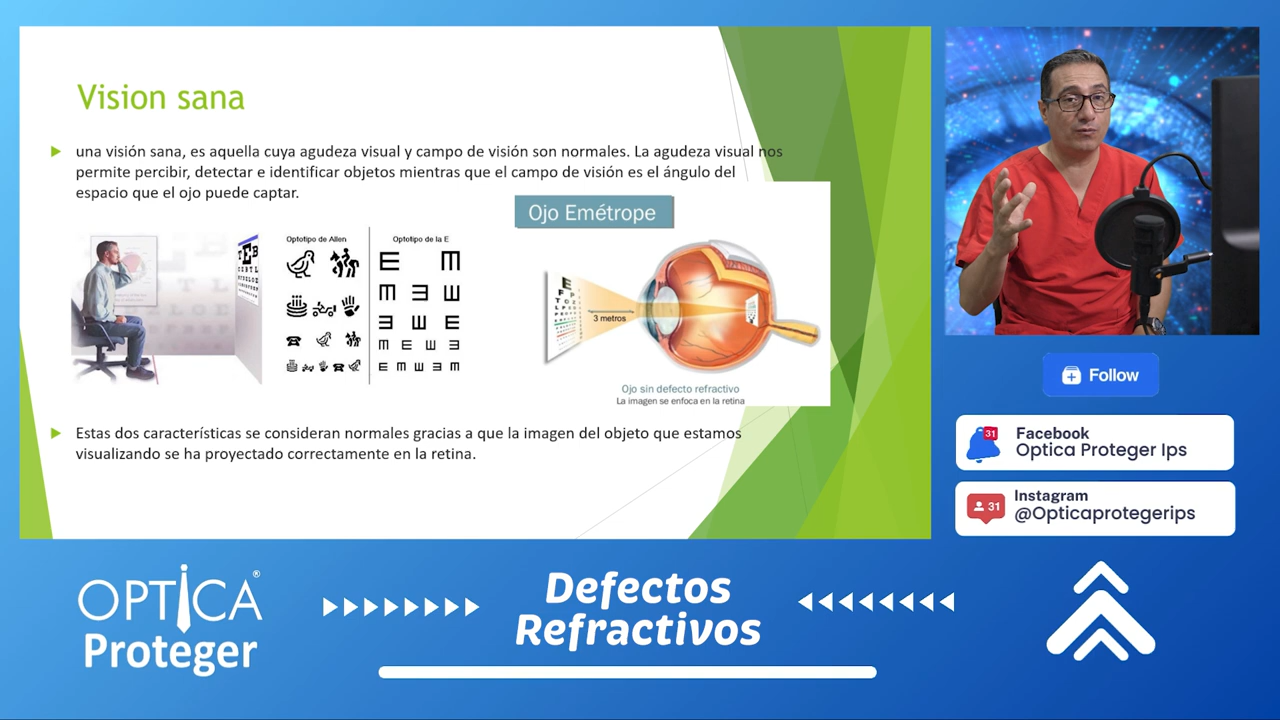 Vision sana
una visión sana, es aquella cuya agudeza visual y campo de visión son normales. La agudeza visual nos
permite percibir, detectar e identificar objetos mientras que el campo de visión es el ángulo del
espacio que el ojo puede captar.
Optotipo de Allen
Optotipo de la E
E M
M E W
E W E
M E W E
E M W E M
Ojo Emétrope
3 metros
Ojo sin defecto refractivo
La imagen se enfoca en la retina
Estas dos características se consideran normales gracias a que la imagen del objeto que estamos
visualizando se ha proyectado correctamente en la retina.
Follow
31
Facebook
Optica Proteger Ips
31
Instagram
@Opticaprotegerips
OPTICA®
Proteger
Defectos
Refractivos